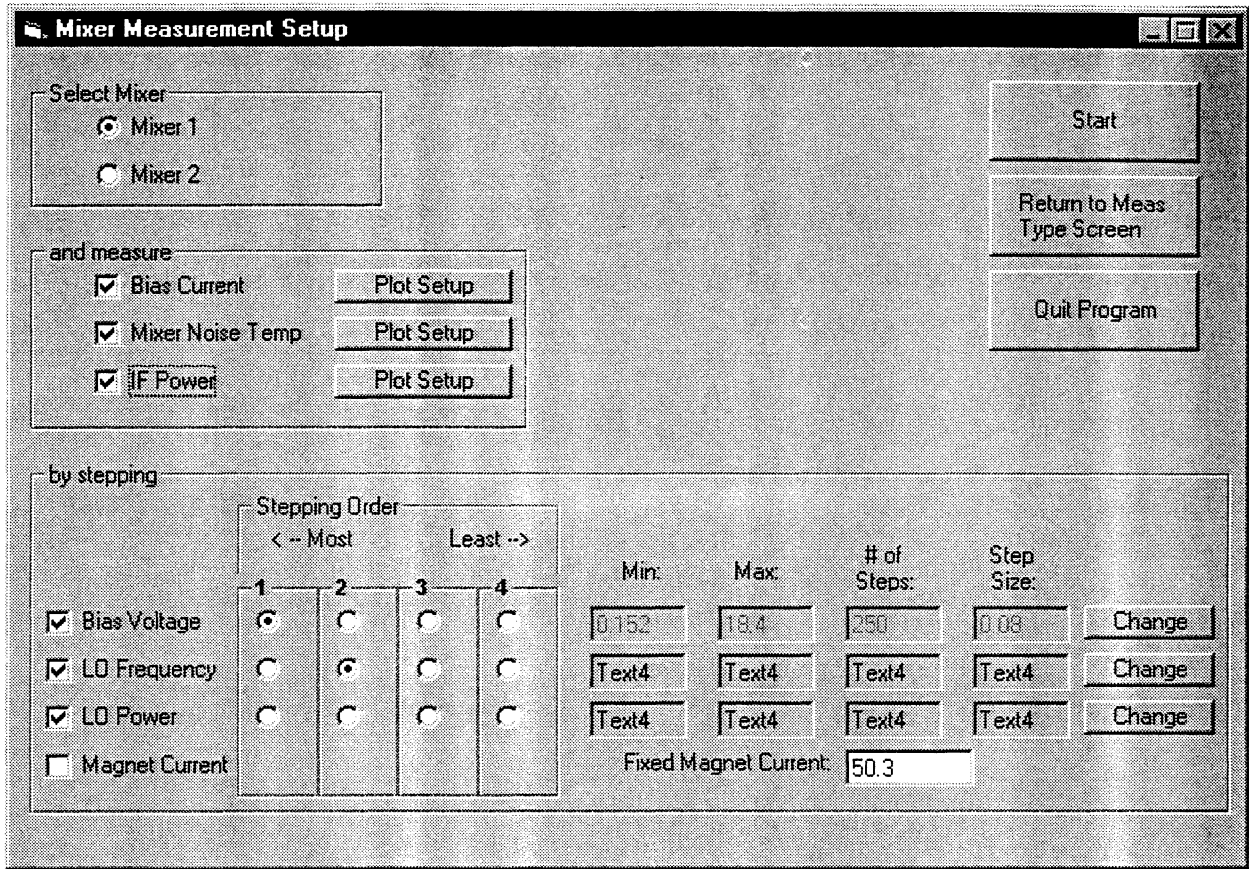 Mixer Measurement Setup
Select Mixer
Mixer 1
Mixer 2
Start
Return to Meas
Type Screen
Quit Program
and measure
Bias Current
Plot Setup
Mixer Noise Temp
Plot Setup
IF Power
Plot Setup
by stepping
Stepping Order
< -- Most Least -->
1 2 3 4
Min: Max: # of Steps: Step Size:
Bias Voltage 0.152 18.4 250 0.08 Change
LO Frequency Text4 Text4 Text4 Text4 Change
LO Power Text4 Text4 Text4 Text4 Change
Magnet Current Fixed Magnet Current: 50.3